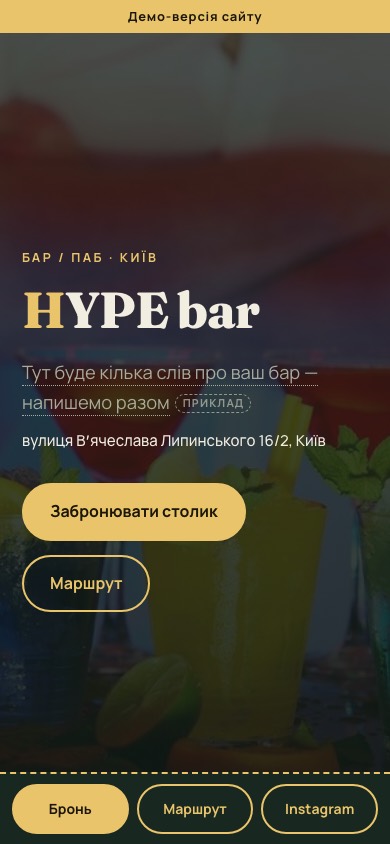 Демо-версія сайту
БАР / ПАБ · КИЇВ
HYPE bar
Тут буде кілька слів про ваш бар —
напишемо разом ПРИКЛАД
вулиця Вʼячеслава Липинського 16/2, Київ
Забронювати столик
Маршрут
Бронь Маршрут Instagram